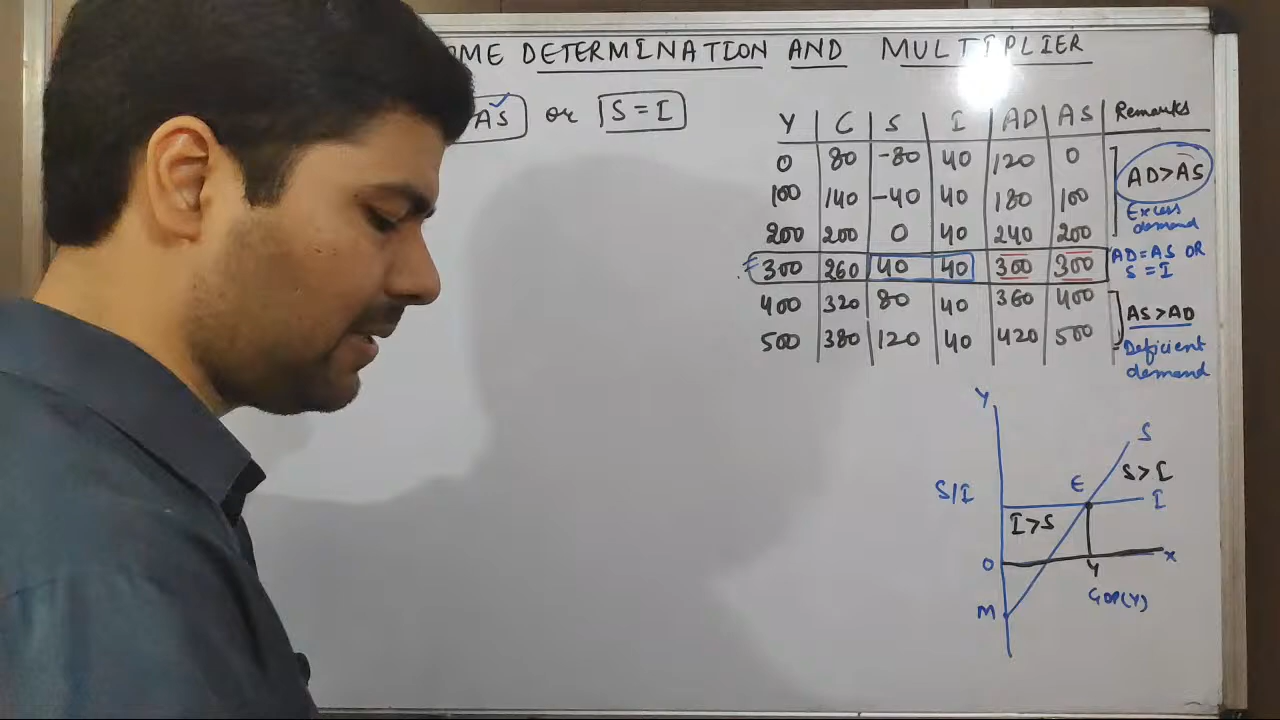 OME DETERMINATION AND MULTIPLIER
AS or S = I
Y C S I AD AS Remarks
0 80 -80 40 120 0
100 140 -40 40 180 100
200 200 0 40 240 200
E 300 260 40 40 300 300
400 320 80 40 360 400
500 380 120 40 420 500
AD>AS
Excess
demand
AD=AS OR
S=I
AS>AD
Deficient
demand
Y
S
S>I
E
S/I
I
I>S
O
Y
x
M
GDP(Y)